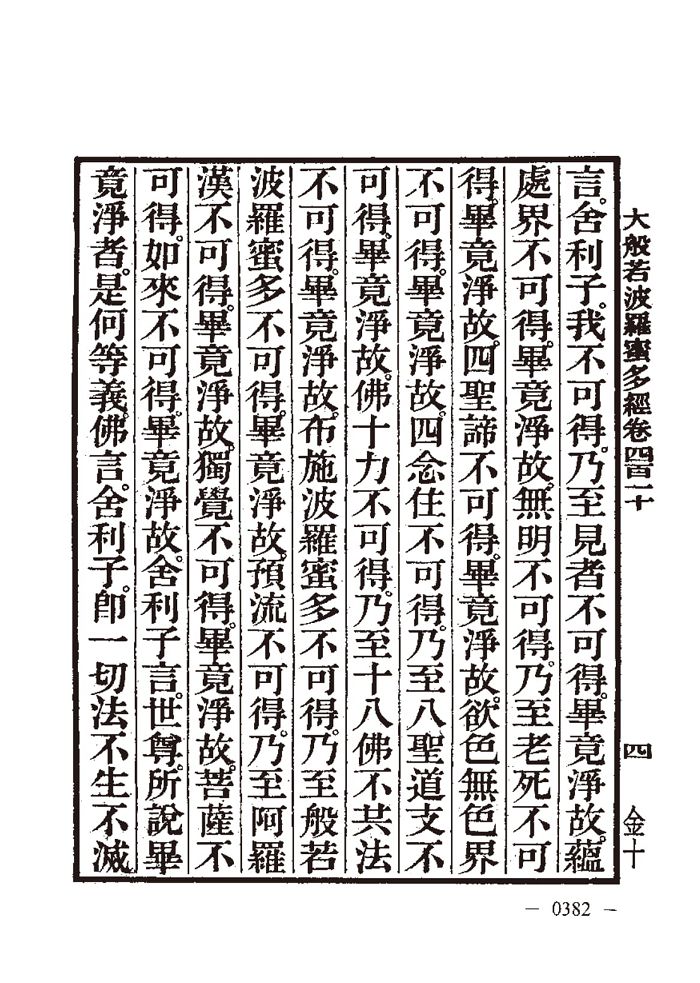 大般若波羅蜜多經卷四百二十　四　金十
言。舍利子。我不可得。乃至見者不可得。畢竟淨故。蘊
處界不可得。畢竟淨故。無明不可得。乃至老死不可
得。畢竟淨故。四聖諦不可得。畢竟淨故。欲色無色界
不可得。畢竟淨故。四念住不可得。乃至八聖道支不
可得。畢竟淨故。佛十力不可得。乃至十八佛不共法
不可得。畢竟淨故。布施波羅蜜多不可得。乃至般若
波羅蜜多不可得。畢竟淨故。預流不可得。乃至阿羅
漢不可得。畢竟淨故。獨覺不可得。畢竟淨故。菩薩不
可得。如來不可得。畢竟淨故。舍利子言。世尊。所說畢
竟淨者。是何等義。佛言。舍利子。即一切法不生不滅
— 0382 —